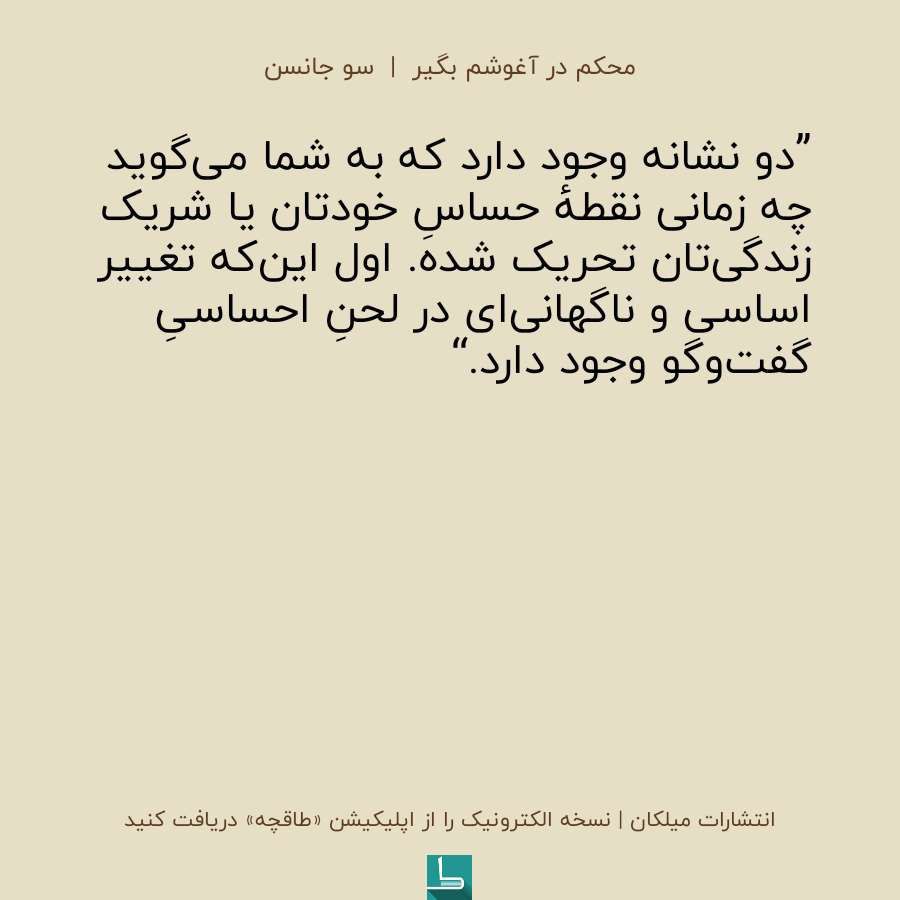 محکم در آغوشم بگیر | سو جانسن
”دو نشانه وجود دارد که به شما می‌گوید
چه زمانی نقطهٔ حساسِ خودتان یا شریک
زندگی‌تان تحریک شده. اول این‌که تغییر
اساسی و ناگهانی‌ای در لحنِ احساسیِ
گفت‌وگو وجود دارد.“
انتشارات میلکان | نسخه الکترونیک را از اپلیکیشن «طاقچه» دریافت کنید